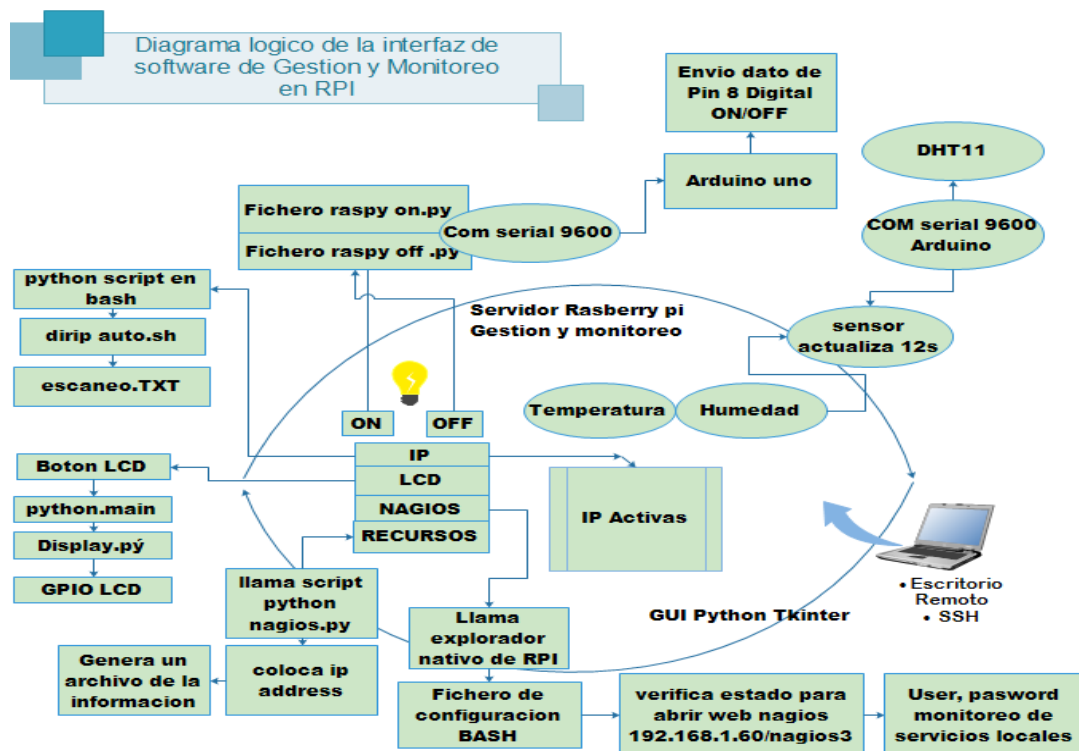 Diagrama logico de la interfaz de
software de Gestion y Monitoreo
en RPI
Envio dato de
Pin 8 Digital
ON/OFF
DHT11
Arduino uno
Fichero raspy on.py
Com serial 9600
COM serial 9600
Arduino
Fichero raspy off .py
python script en
bash
dirip auto.sh
escaneo.TXT
Servidor Rasberry pi
Gestion y monitoreo
sensor
actualiza 12s
Temperatura
Humedad
ON
OFF
IP
LCD
NAGIOS
RECURSOS
IP Activas
Boton LCD
python.main
Display.pý
GPIO LCD
• Escritorio
Remoto
• SSH
GUI Python Tkinter
llama script
python
nagios.py
Llama
explorador
nativo de RPI
Genera un
archivo de la
informacion
coloca ip
address
Fichero de
configuracion
BASH
verifica estado para
abrir web nagios
192.168.1.60/nagios3
User, pasword
monitoreo de
servicios locales